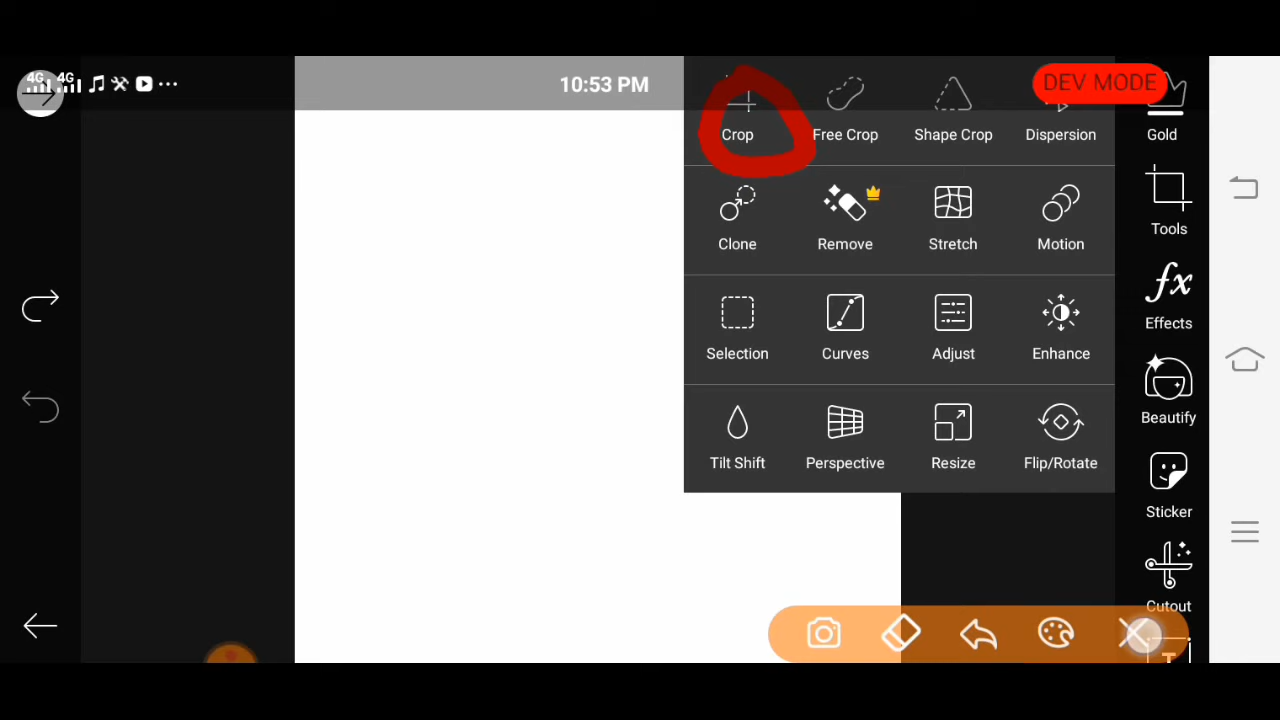 4G 4G
10:53 PM
DEV MODE
Crop Free Crop Shape Crop Dispersion
Gold
Clone Remove Stretch Motion
Tools
Effects
Selection Curves Adjust Enhance
Beautify
Tilt Shift Perspective Resize Flip/Rotate
Sticker
Cutout
T